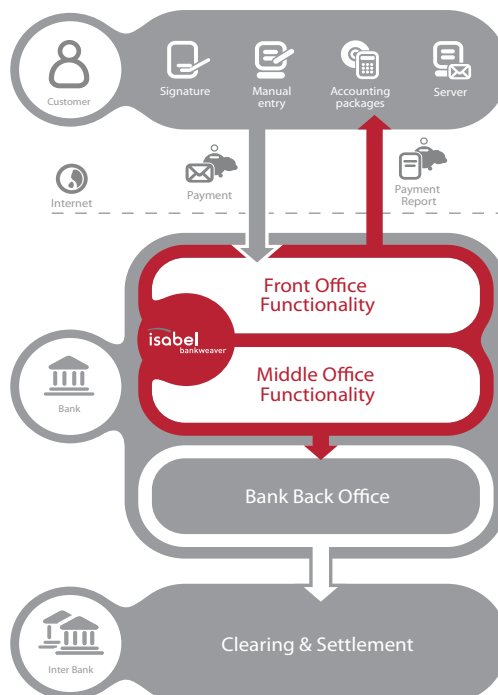 Customer
Signature
Manual
entry
Accounting
packages
Server
Internet
Payment
Payment
Report
Front Office
Functionality
isabel
bankweaver
Middle Office
Functionality
Bank
Bank Back Office
Inter Bank
Clearing & Settlement